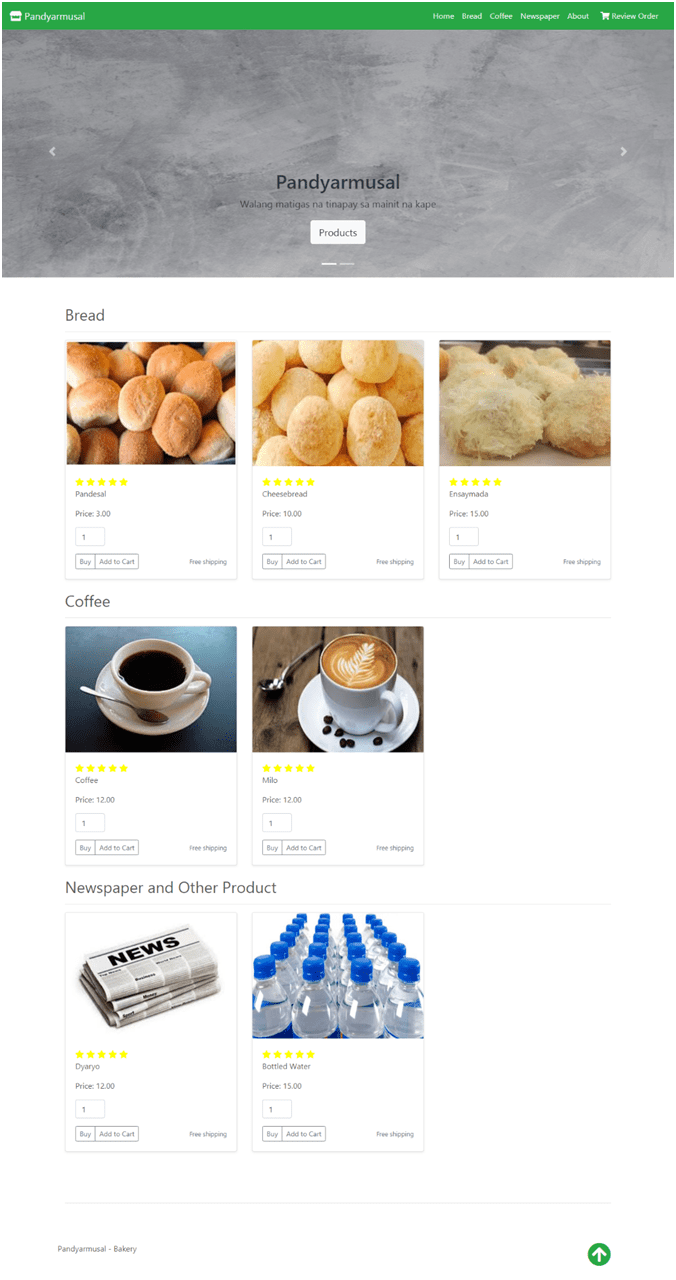 Pandyarmusal
Home Bread Coffee Newspaper About Review Order
Pandyarmusal
Walang matigas na tinapay sa mainit na kape...
Products
Bread
Pandesal
Price: 3.00
1
Buy Add to Cart Free shipping
Cheesebread
Price: 10.00
1
Buy Add to Cart Free shipping
Ensaymada
Price: 15.00
1
Buy Add to Cart Free shipping
Coffee
Coffee
Price: 12.00
1
Buy Add to Cart Free shipping
Milo
Price: 12.00
1
Buy Add to Cart Free shipping
Newspaper and Other Product
NEWS
Business
Money
Sport
Dyaryo
Price: 12.00
1
Buy Add to Cart Free shipping
Bottled Water
Price: 15.00
1
Buy Add to Cart Free shipping
Pandyarmusal - Bakery